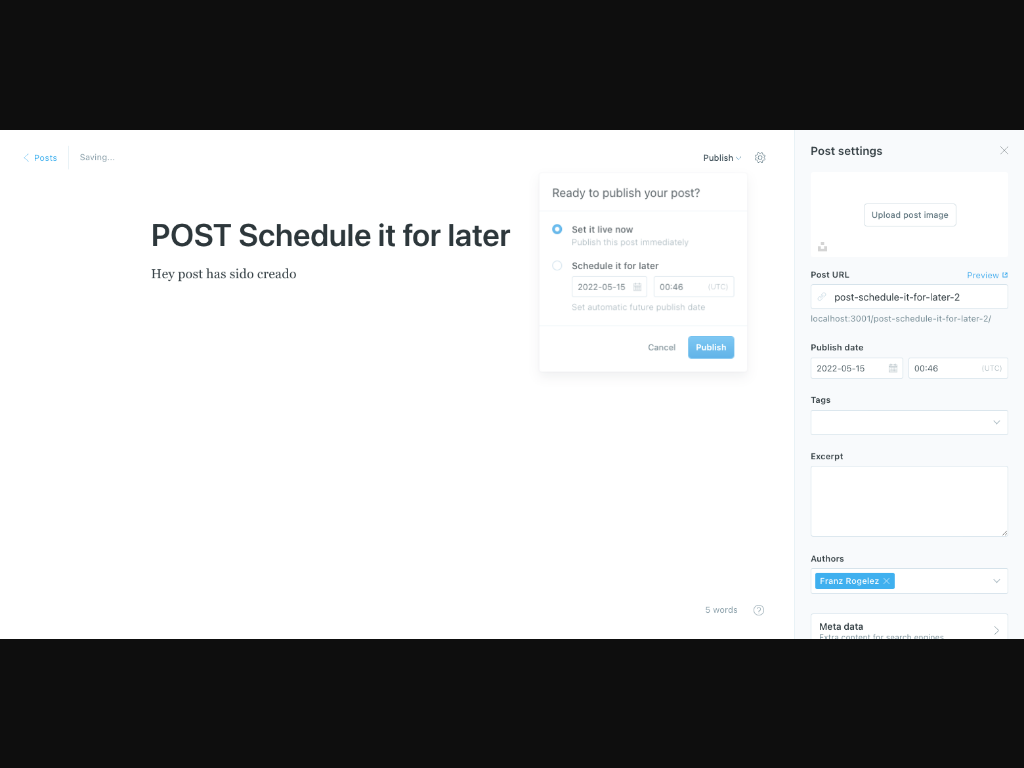 Posts
Saving...
Publish
POST Schedule it for later
Hey post has sido creado
Ready to publish your post?
Set it live now
Publish this post immediately
Schedule it for later
2022-05-15 00:46 (UTC)
Set automatic future publish date
Cancel Publish
5 words
?
Post settings
Upload post image
Post URL Preview
post-schedule-it-for-later-2
localhost:3001/post-schedule-it-for-later-2/
Publish date
2022-05-15 00:46 (UTC)
Tags
Excerpt
Authors
Franz Rogelez
Meta data
Extra content for search engines